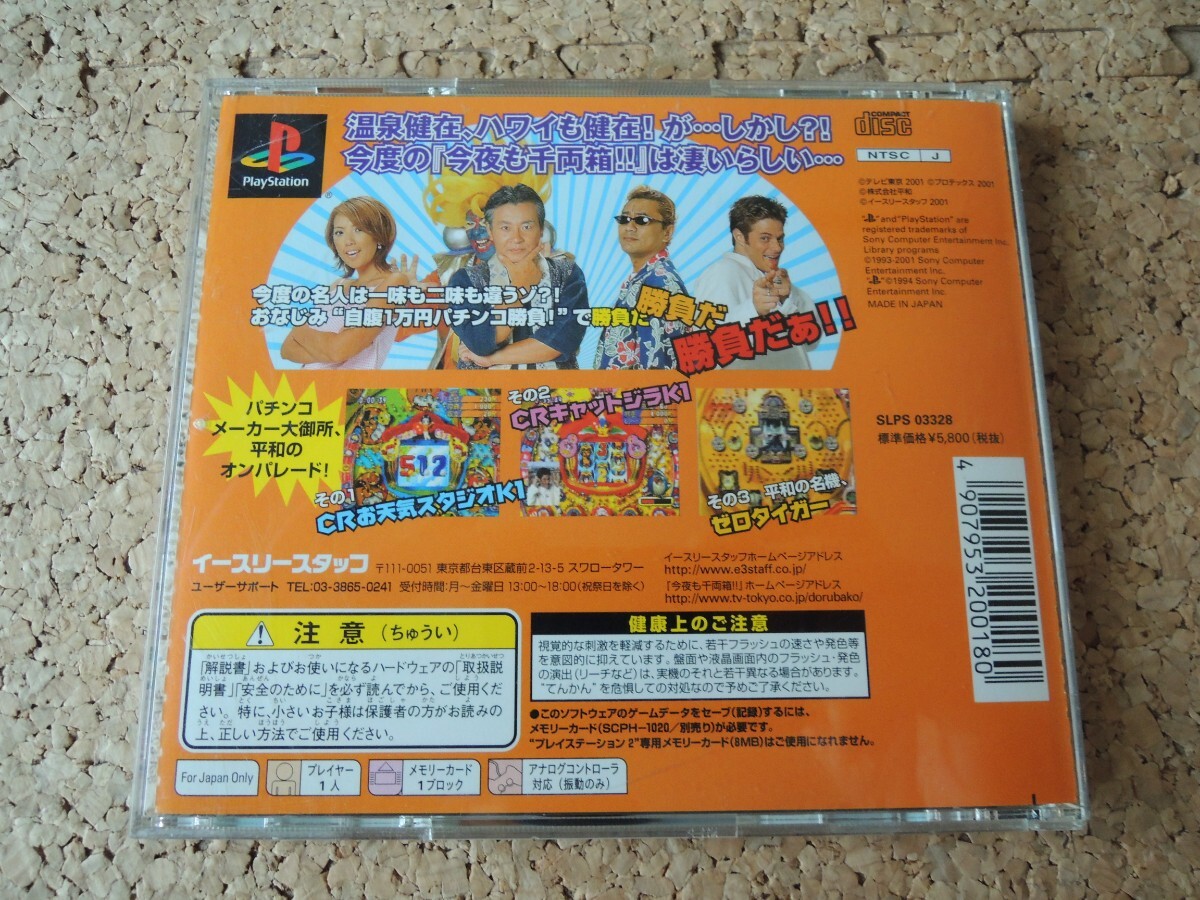 PlayStation
®
温泉健在、ハワイも健在! が…しかし?!
今度の『今夜も千両箱!!』は凄いらしい…
COMPACT
disc
NTSC J
©テレビ東京 2001 ©プロテックス 2001
©株式会社平和
©イースリースタッフ 2001
" " and "PlayStation" are
registered trademarks of
Sony Computer Entertainment Inc.
Library programs
©1993-2001 Sony Computer
Entertainment Inc.
" "©1994 Sony Computer
Entertainment Inc.
MADE IN JAPAN
今度の名人は一味も二味も違うゾ?!
おなじみ “自腹1万円パチンコ勝負!” で勝負だ
勝負だ
勝負だぁ!!
パチンコ
メーカー大御所、
平和の
オンパレード!
512
その1
CRお天気スタジオK1
その2
CRキャットジラK1
その3 平和の名機、
ゼロタイガー
SLPS 03328
標準価格¥5,800(税抜)
4 907953 200180
イースリースタッフ 〒111-0051 東京都台東区蔵前2-13-5 スワロータワー
ユーザーサポート TEL:03-3865-0241 受付時間:月〜金曜日 13:00〜18:00(祝祭日を除く)
イースリースタッフホームページアドレス
http://www.e3staff.co.jp/
「今夜も千両箱!!」ホームページアドレス
http://www.tv-tokyo.co.jp/dorubako/
注意(ちゅうい)
「解説書」およびお使いになるハードウェアの「取扱説
明書」「安全のために」を必ず読んでから、ご使用くだ
さい。特に、小さいお子様は保護者の方がお読みの
上、正しい方法でご使用ください。
健康上のご注意
視覚的な刺激を軽減するために、若干フラッシュの速さや発色等
を意図的に抑えています。盤面や液晶画面内のフラッシュ・発色
の演出(リーチなど)は、実機のそれと若干異なる場合があります。
“てんかん”を危惧しての対処なので予めご了承ください。
●このソフトウェアのゲームデータをセーブ(記録)するには、
メモリーカード(SCPH-1020/別売り)が必要です。
“プレイステーション 2”専用メモリーカード(8MB)はご使用になれません。
For Japan Only
プレイヤー
1人
メモリーカード
1ブロック
アナログコントローラ
対応(振動のみ)